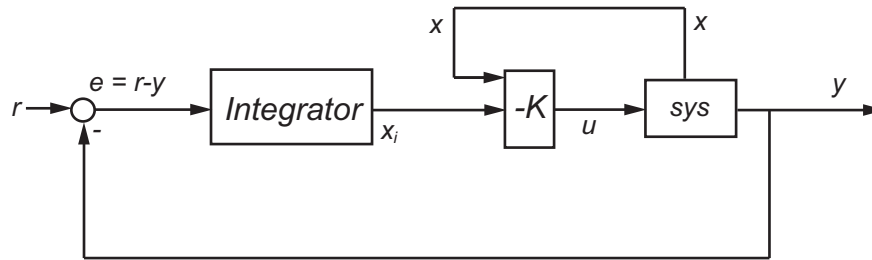 x
x
e = r-y
y
r
Integrator
-K
sys
-
xᵢ
u